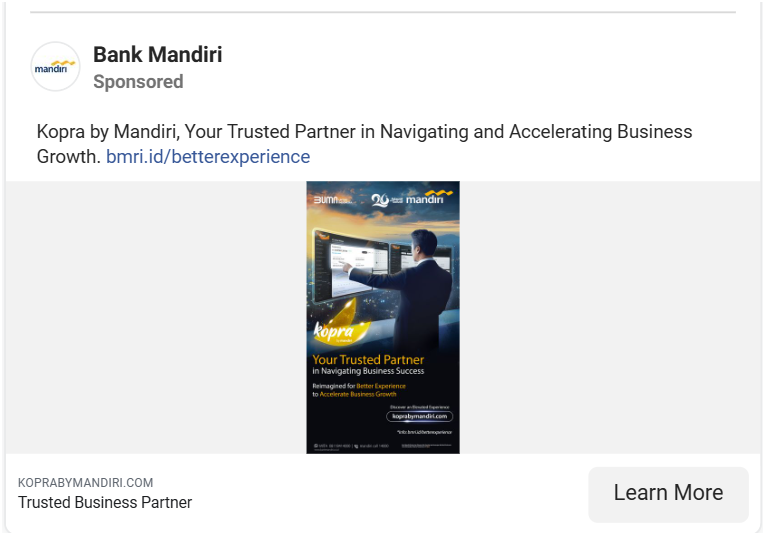 Bank Mandiri
mandiri
Sponsored
Kopra by Mandiri, Your Trusted Partner in Navigating and Accelerating Business
Growth. bmri.id/betterexperience
BUMN
mandiri
kopra
Your Trusted Partner
in Navigating Business Success
Reimagined for Better Experience
to Accelerate Business Growth
Discover an Elevated Experience
koprabymandiri.com
*Info: bmri.id/betterexperience
KOPRABYMANDIRI.COM
Trusted Business Partner
Learn More